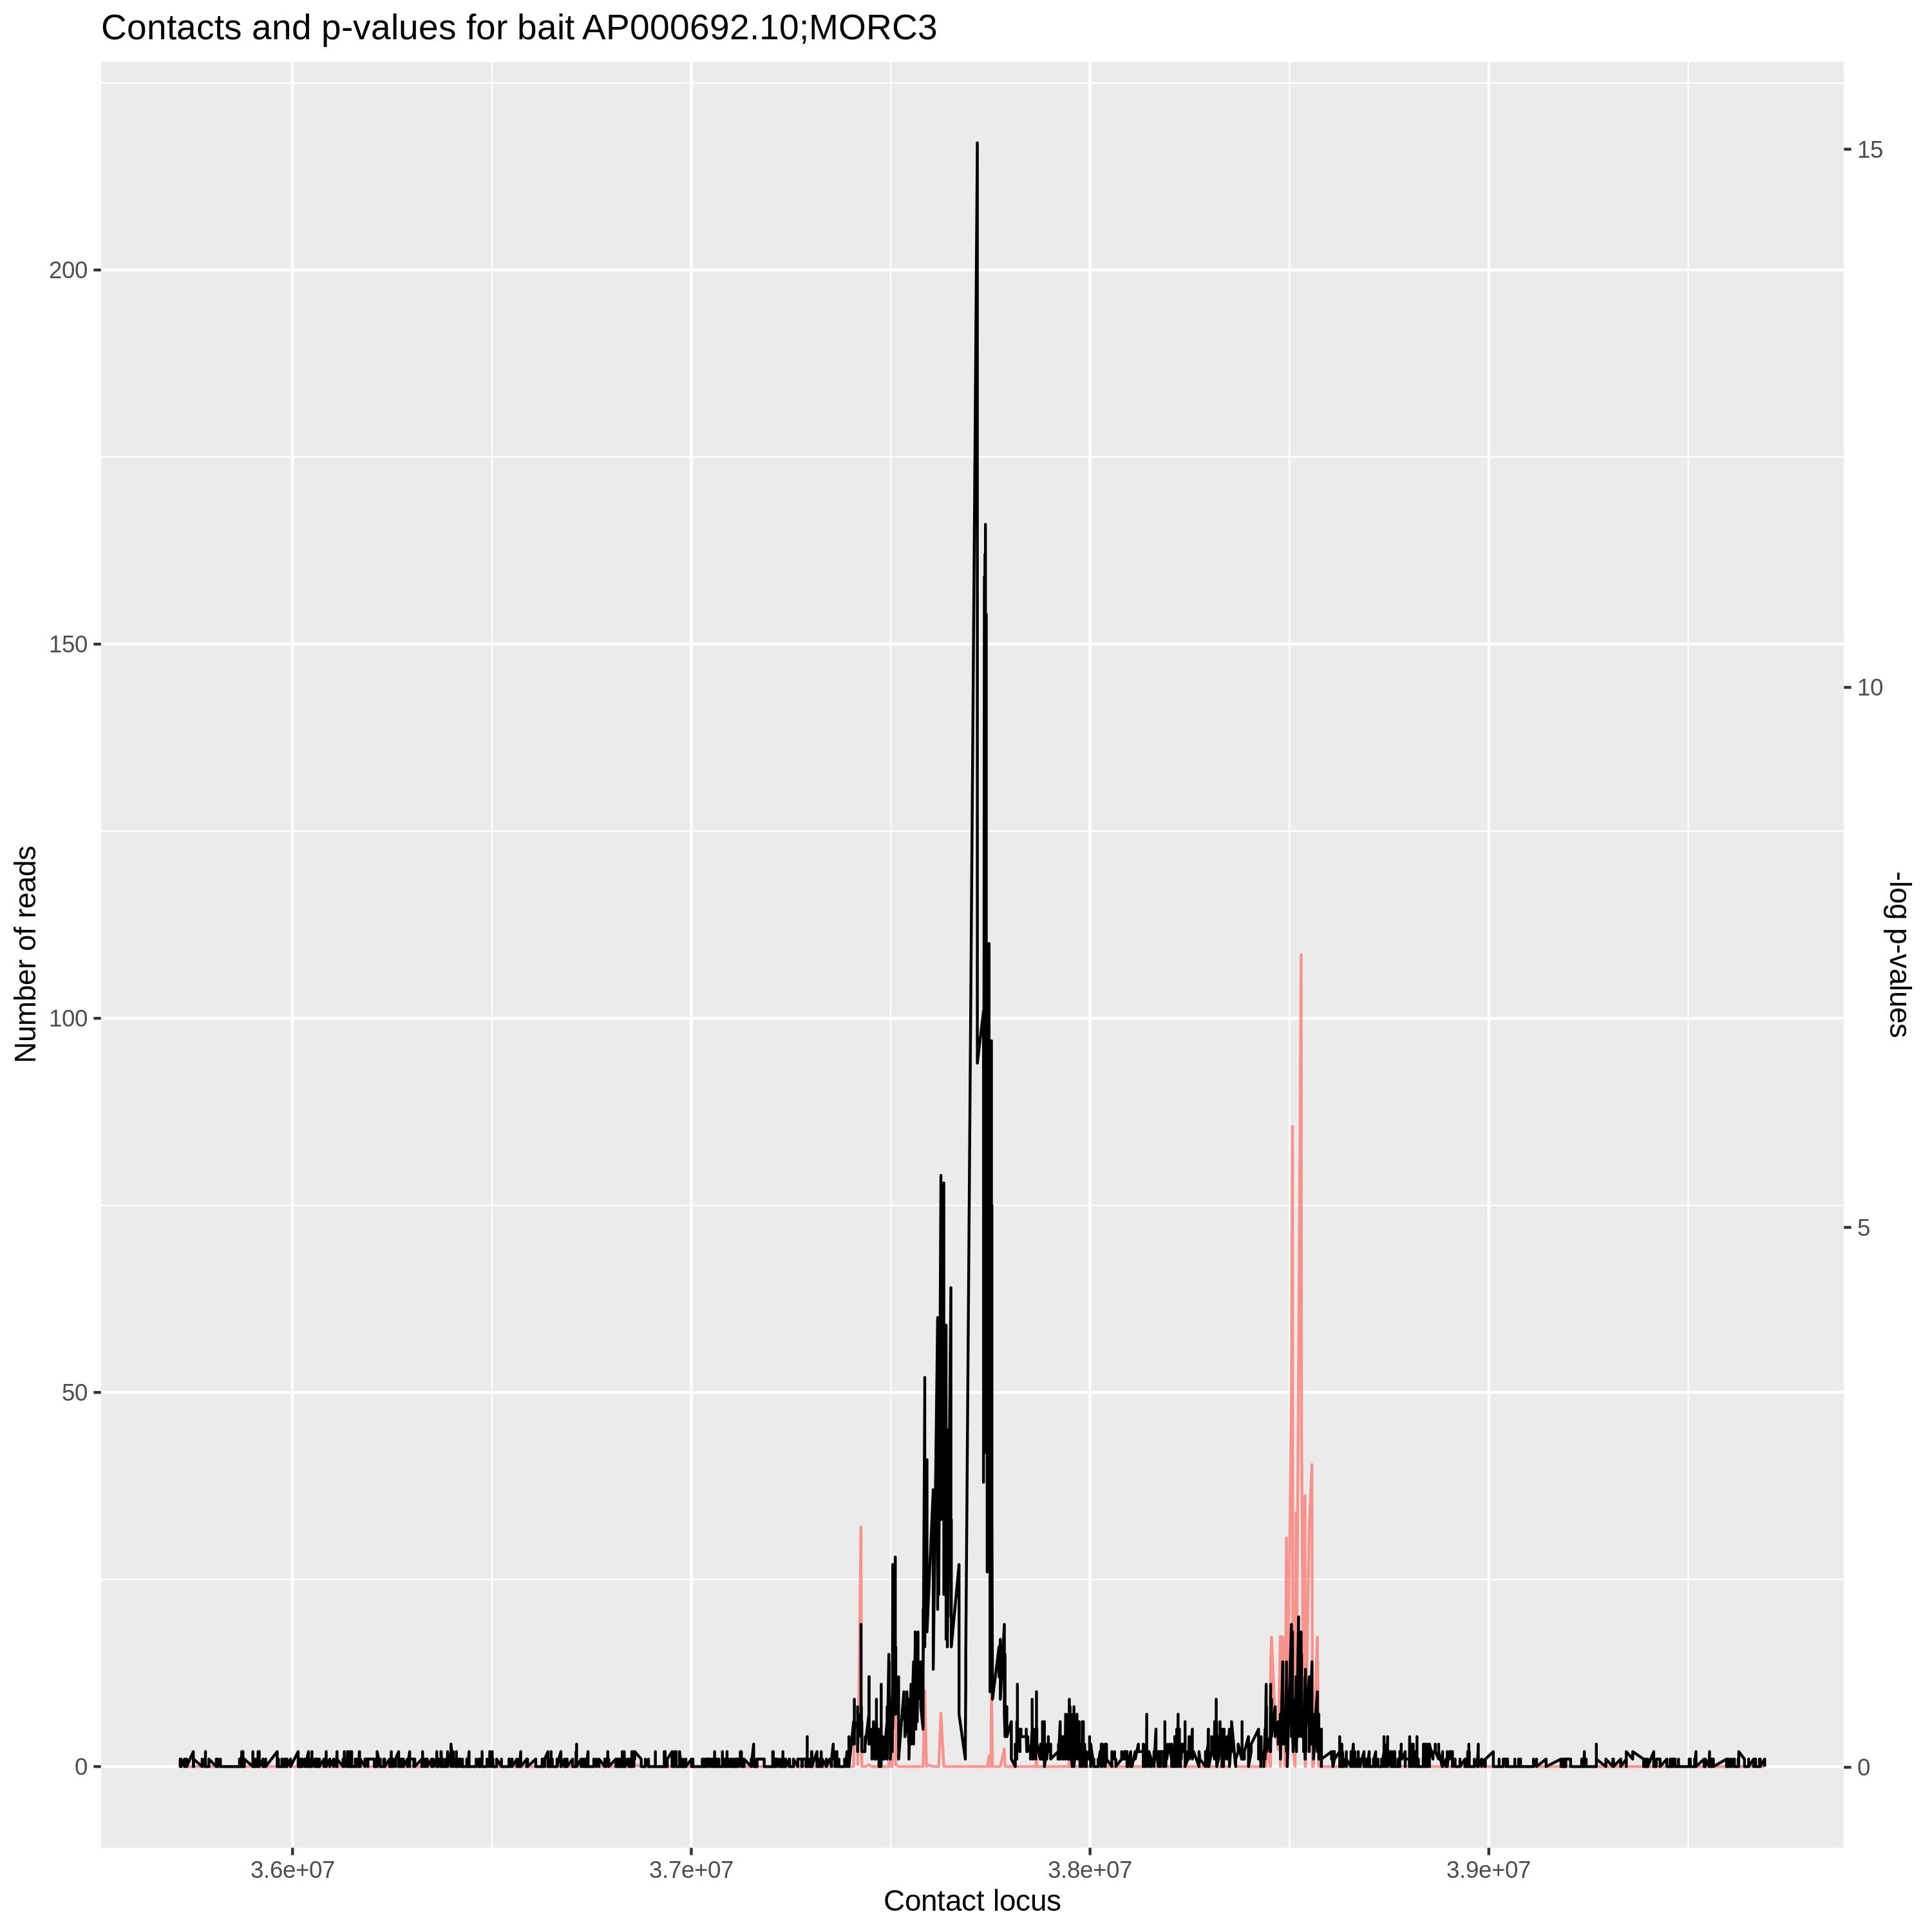 Contacts and p-values for bait AP000692.10;MORC3
Number of reads
200
150
100
50
0
15
10
5
0
-log p-values
3.6e+07
3.7e+07
3.8e+07
3.9e+07
Contact locus